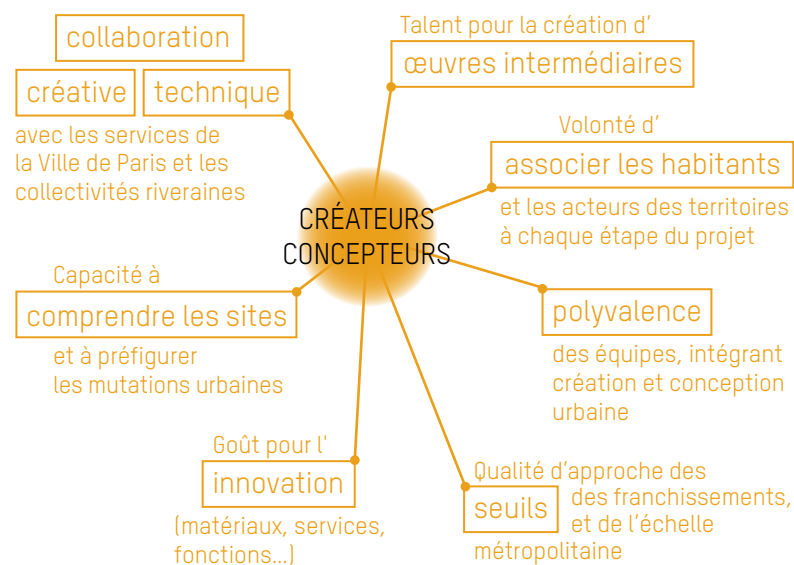 collaboration
créative technique
avec les services de
la Ville de Paris et les
collectivités riveraines
Talent pour la création d'
œuvres intermédiaires
Volonté d'
associer les habitants
et les acteurs des territoires
à chaque étape du projet
CRÉATEURS
CONCEPTEURS
Capacité à
comprendre les sites
et à préfigurer
les mutations urbaines
polyvalence
des équipes, intégrant
création et conception
urbaine
Goût pour l'
innovation
(matériaux, services,
fonctions...)
Qualité d'approche des
seuils des franchissements,
et de l'échelle
métropolitaine